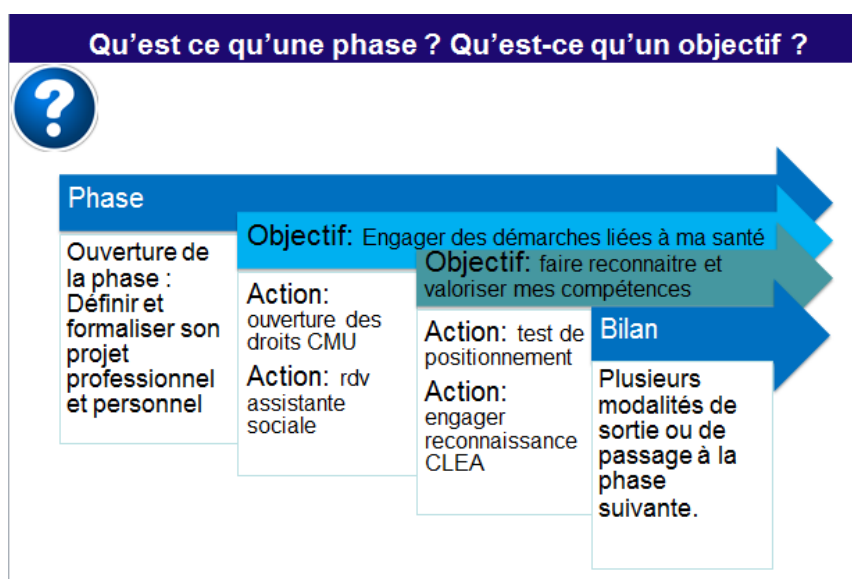 Qu'est ce qu'une phase ? Qu'est-ce qu'un objectif ?
?
Phase
Ouverture de
la phase :
Définir et
formaliser son
projet
professionnel
et personnel
Objectif: Engager des démarches liées à ma santé
Action:
ouverture des
droits CMU
Action: rdv
assistante
sociale
Objectif: faire reconnaitre et
valoriser mes compétences
Action: test de
positionnement
Action:
engager
reconnaissance
CLEA
Bilan
Plusieurs
modalités de
sortie ou de
passage à la
phase
suivante.